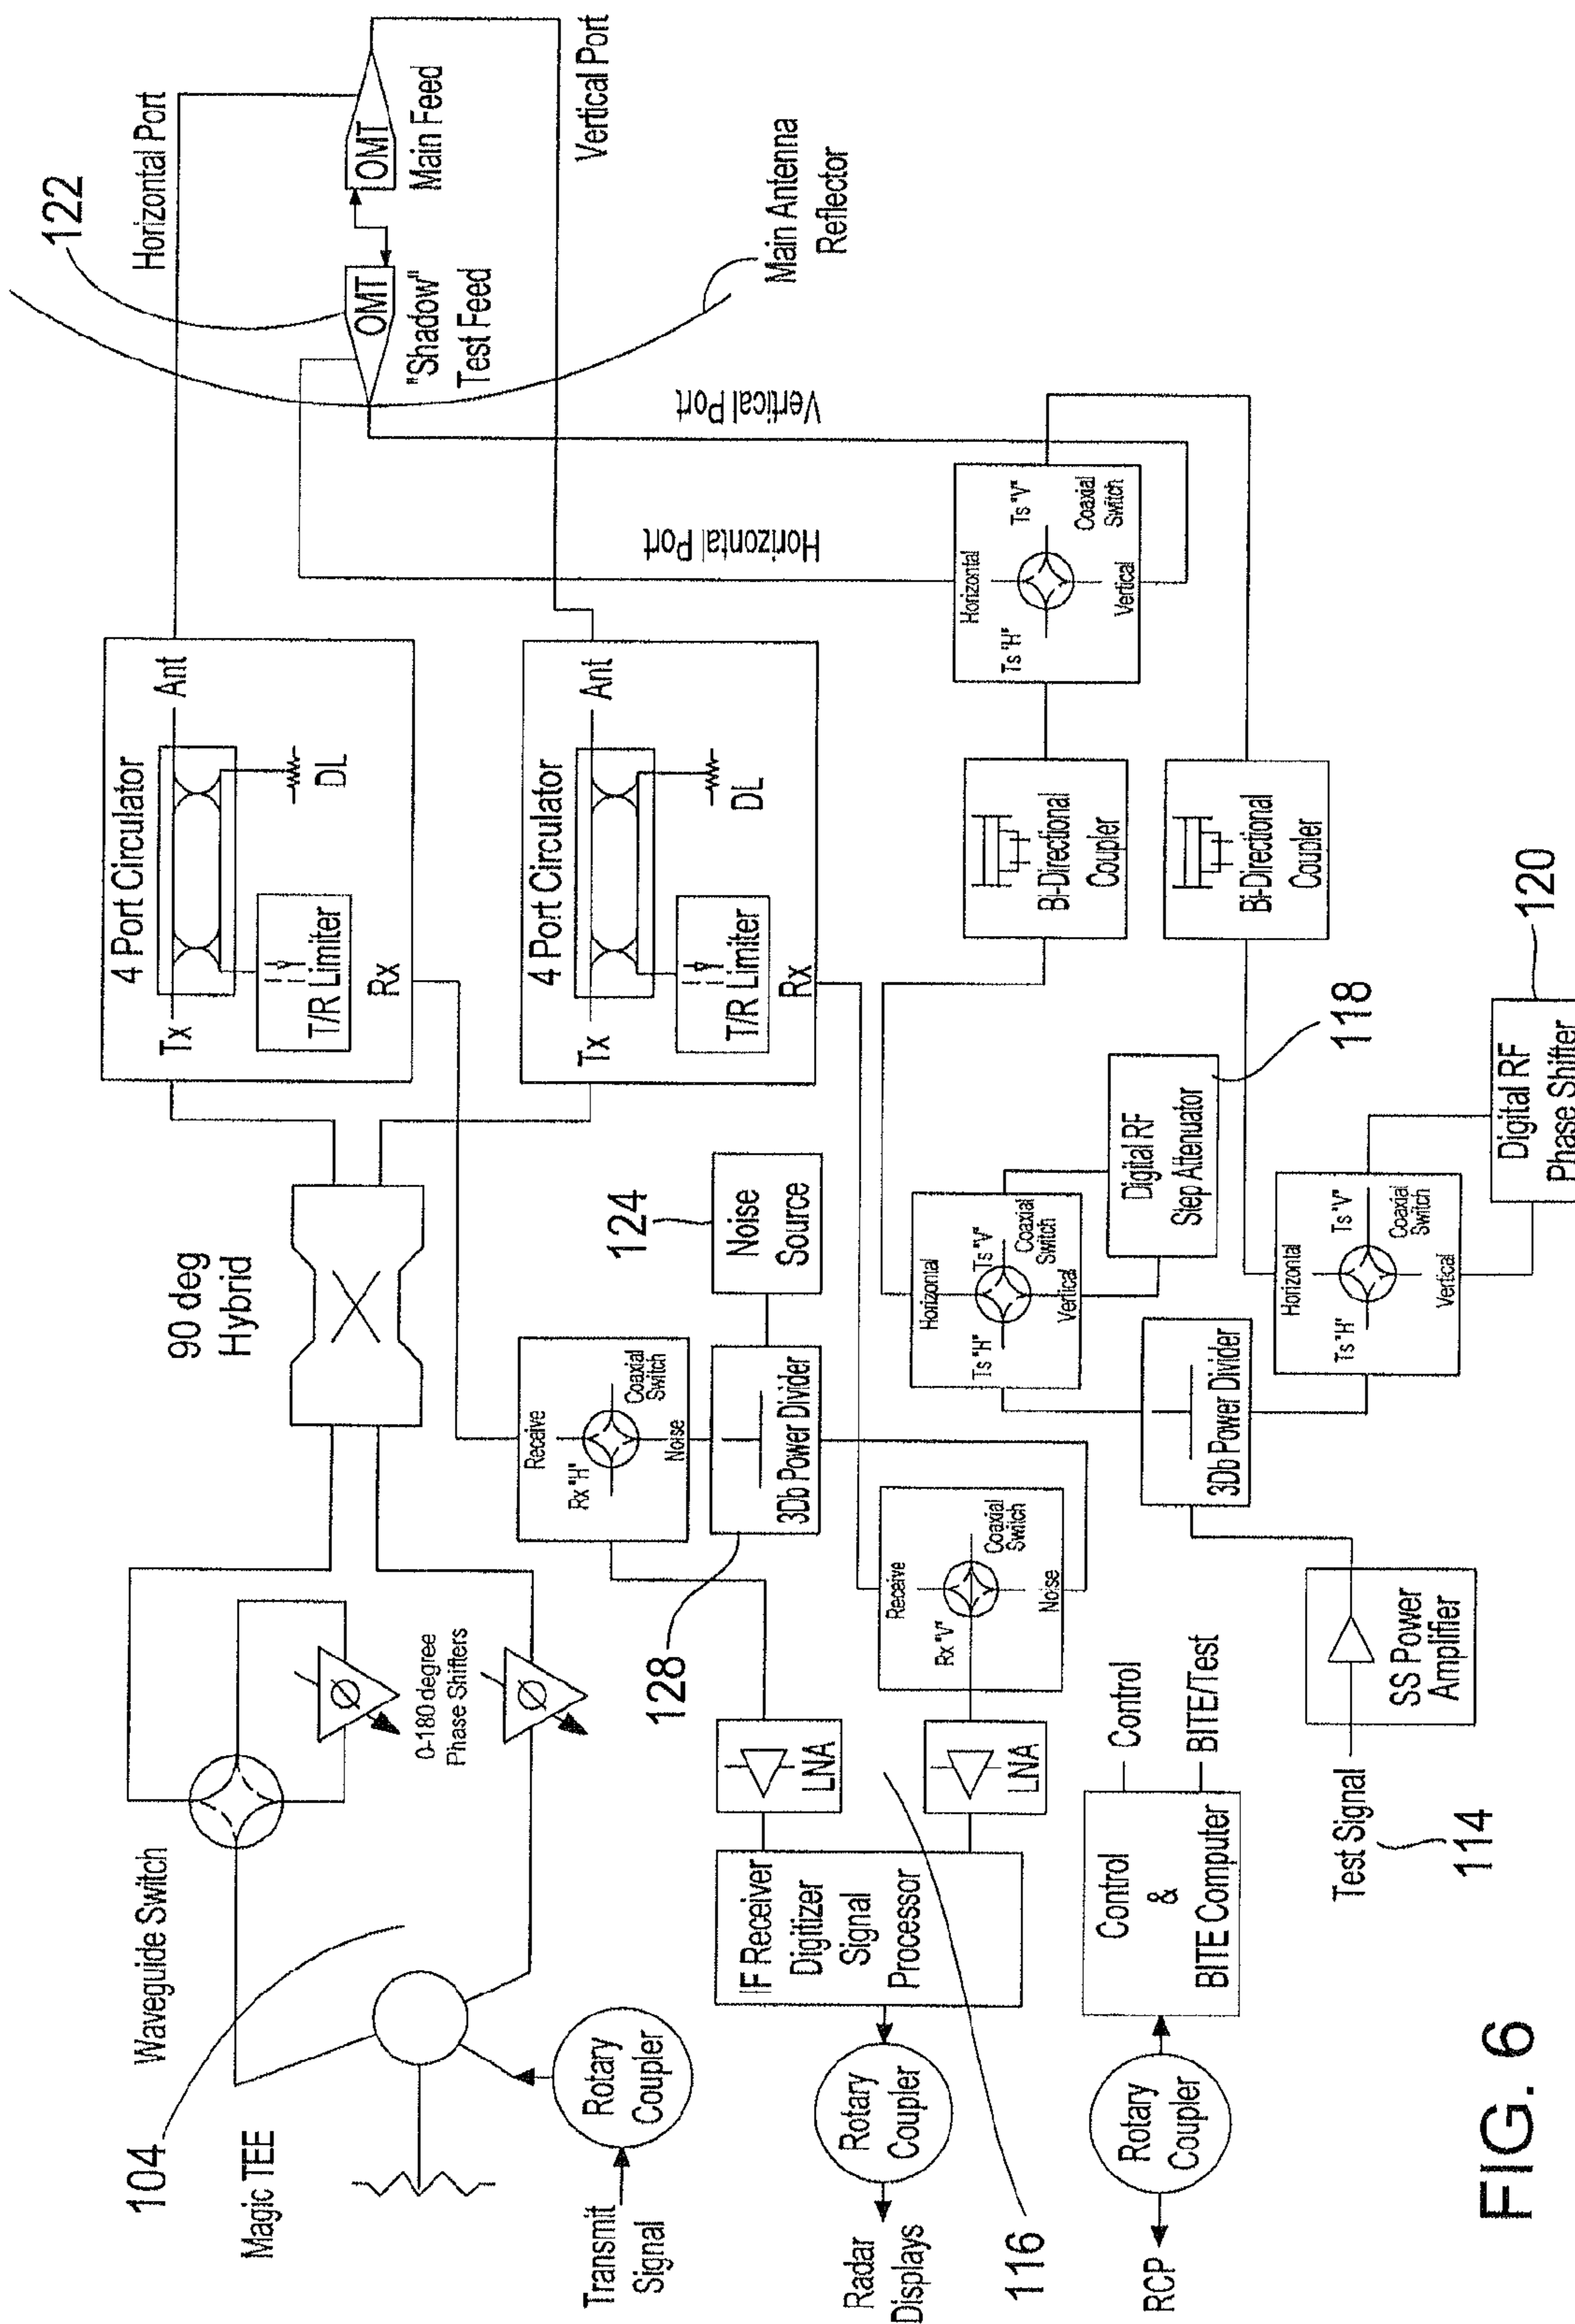 104
Magic TEE
Waveguide Switch
0-180 degree
Phase Shifters
90 deg
Hybrid
4 Port Circulator
Tx
Ant
T/R Limiter
DL
Rx
Horizontal Port
122
OMT
OMT
"Shadow"
Test Feed
Main Feed
Vertical Port
Main Antenna
Reflector
4 Port Circulator
Tx
Ant
T/R Limiter
DL
Rx
Horizontal Port
Vertical Port
Transmit
Signal
Rotary
Coupler
Receive
Rx "H"
Coaxial
Switch
Noise
124
Noise
Source
128
3Db Power Divider
Radar
Displays
Rotary
Coupler
IF Receiver
Digitizer
Signal
Processor
LNA
LNA
116
Receive
Rx "V"
Coaxial
Switch
Noise
Horizontal
Ts "H"
Ts "V"
Coaxial
Switch
Vertical
Digital RF
Step Attenuator
118
Bi-Directional
Coupler
Horizontal
Ts "H"
Ts "V"
Coaxial
Switch
Vertical
RCP
Rotary
Coupler
Control
&
BITE Computer
Control
BITE/Test
3Db Power Divider
Horizontal
Ts "H"
Ts "V"
Coaxial
Switch
Vertical
Bi-Directional
Coupler
Test Signal
114
SS Power
Amplifier
Digital RF
Phase Shifter
120
FIG. 6